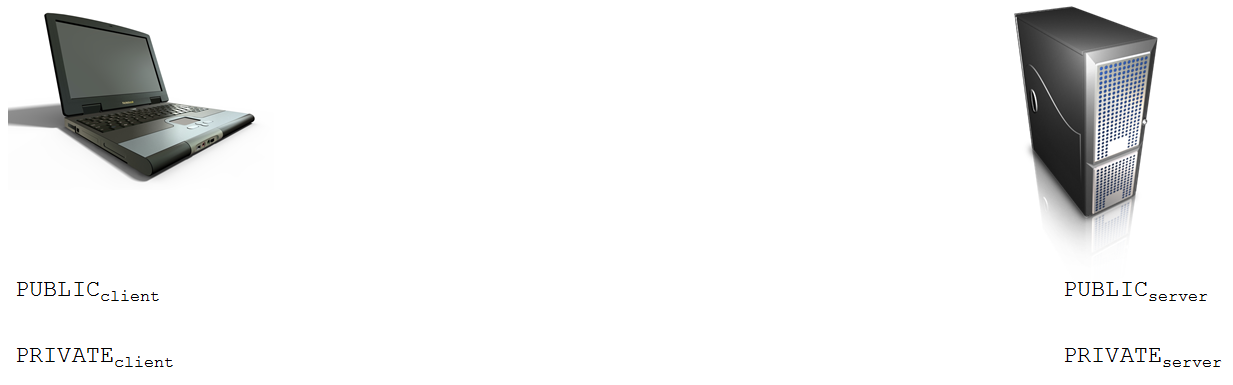 PUBLICclient PUBLICserver
PRIVATEclient PRIVATEserver